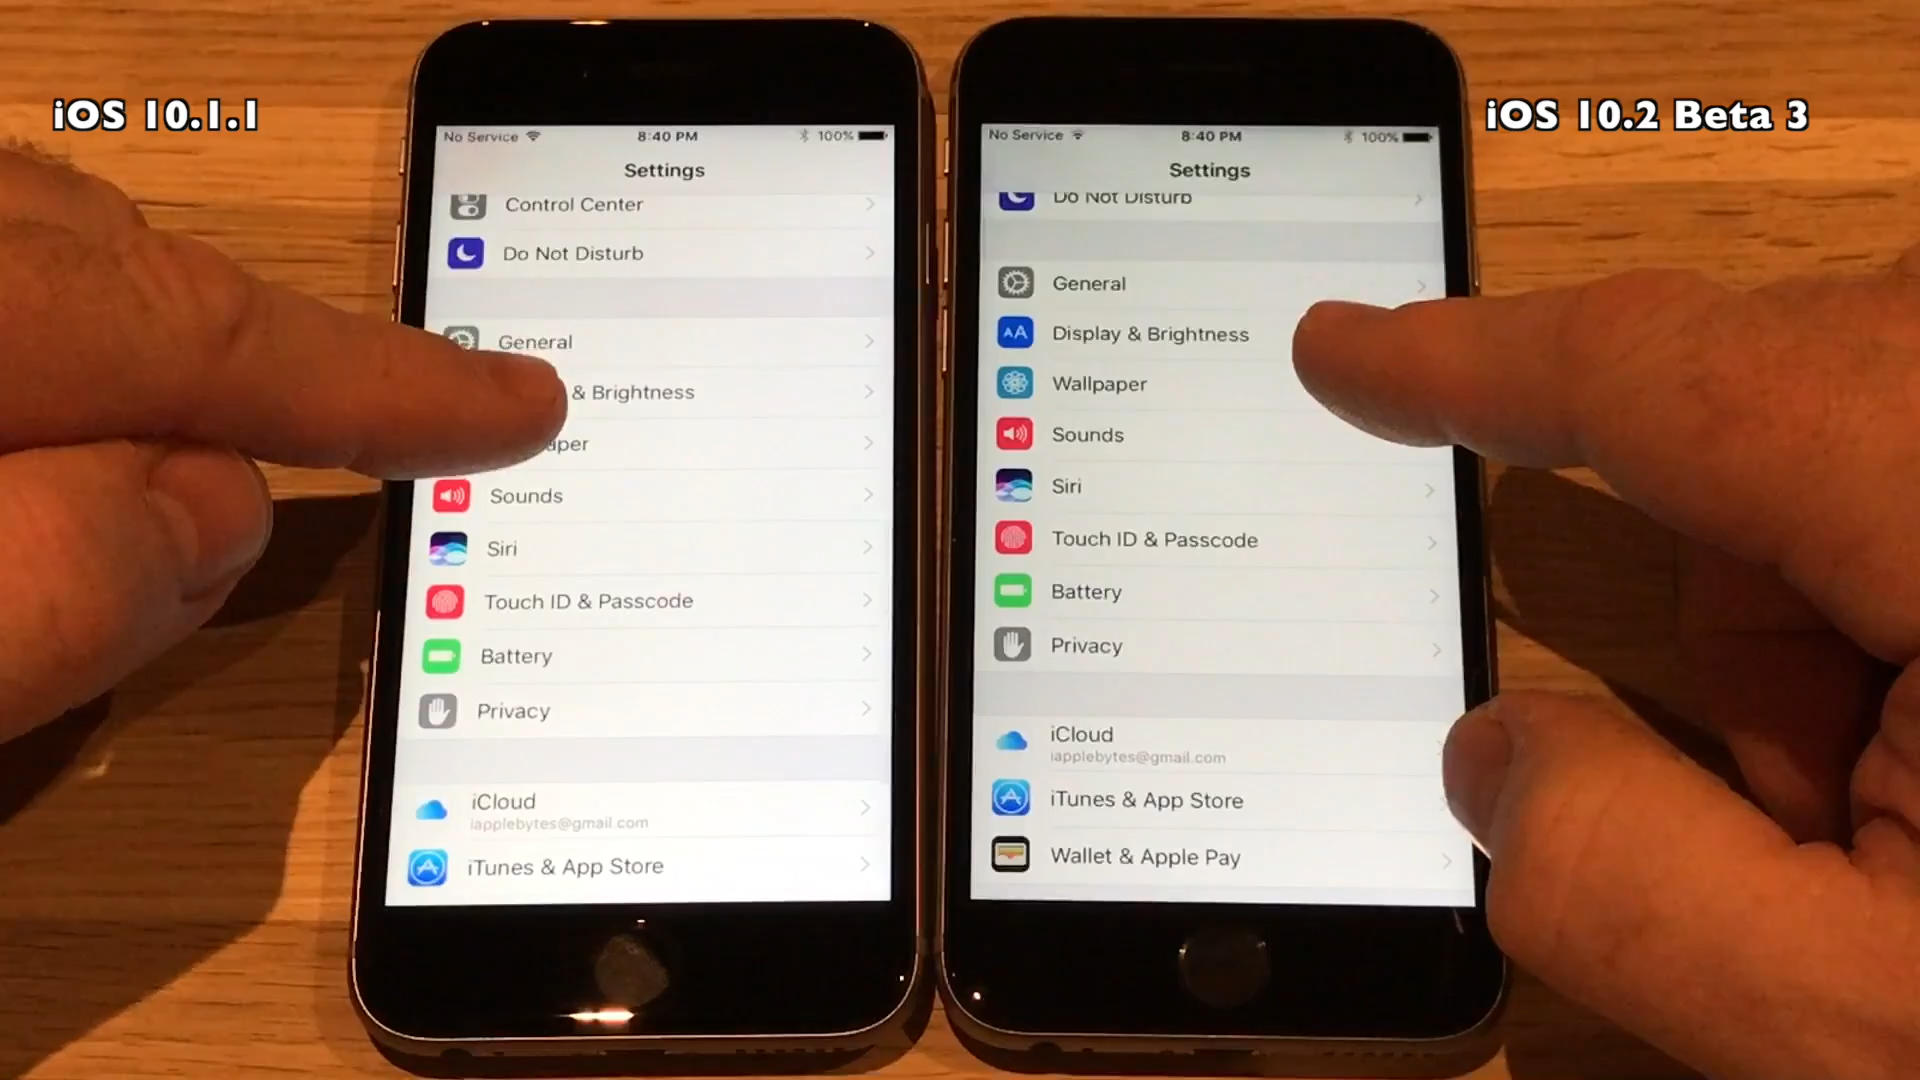 iOS 10.1.1
No Service 8:40 PM 100%
Settings
Control Center
Do Not Disturb
General
& Brightness
aper
Sounds
Siri
Touch ID & Passcode
Battery
Privacy
iCloud
iapplebytes@gmail.com
iTunes & App Store
iOS 10.2 Beta 3
No Service 8:40 PM 100%
Settings
Do Not Disturb
General
AA Display & Brightness
Wallpaper
Sounds
Siri
Touch ID & Passcode
Battery
Privacy
iCloud
iapplebytes@gmail.com
iTunes & App Store
Wallet & Apple Pay